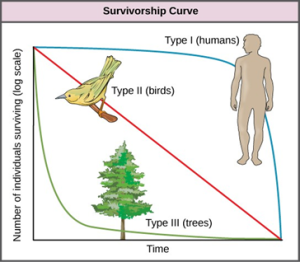 Survivorship Curve
Type I (humans)
Type II (birds)
Type III (trees)
Number of individuals surviving (log scale)
Time